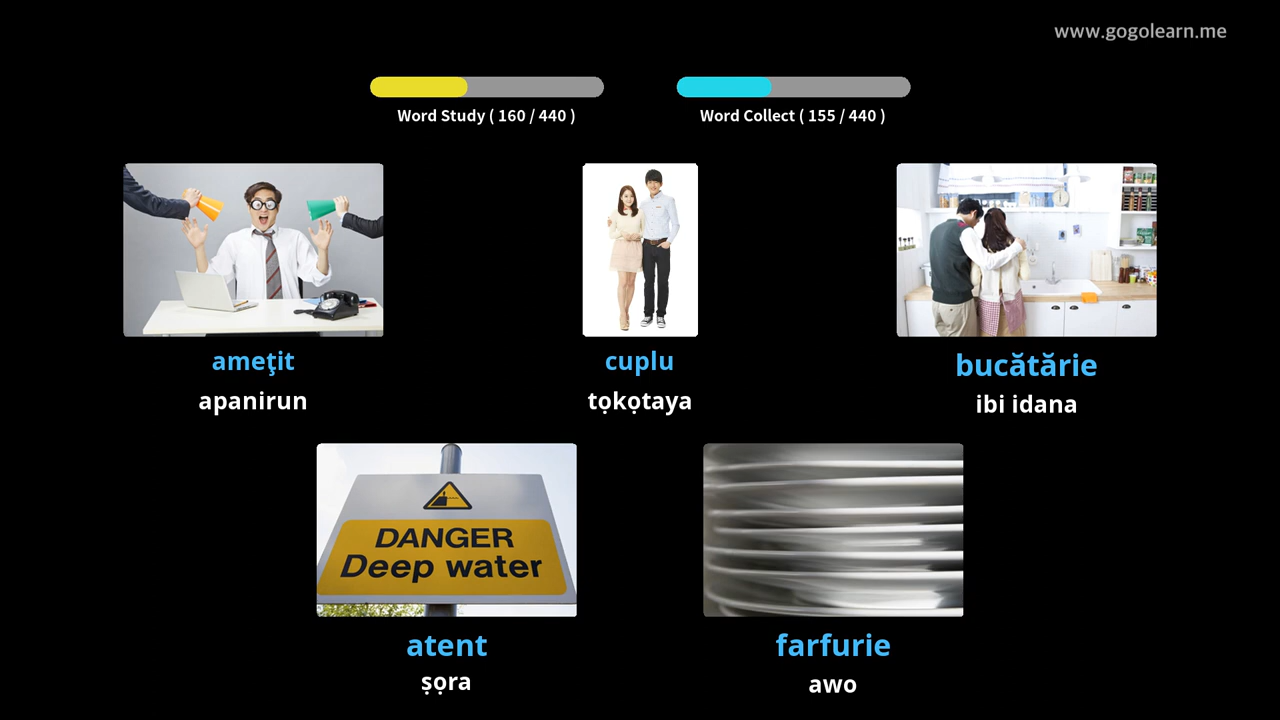 www.gogolearn.me
Word Study ( 160 / 440 )
Word Collect ( 155 / 440 )
ameţit
apanirun
cuplu
tọkọtaya
bucătărie
ibi idana
DANGER
Deep water
atent
ṣọra
farfurie
awo